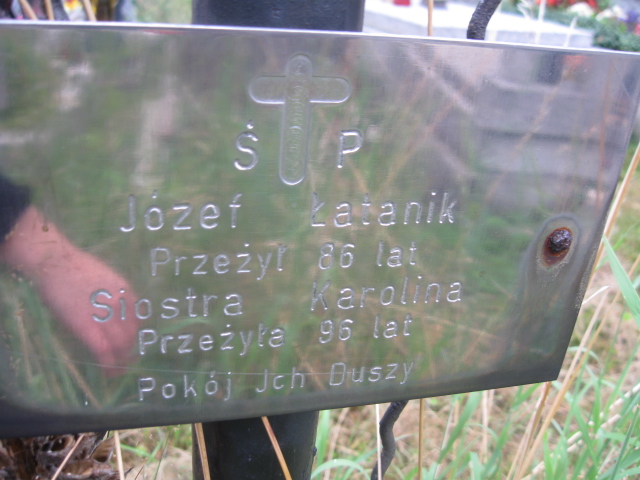 Ś P
Józef Łatanik
Przeżył 86 lat
Siostra Karolina
Przeżyła 96 lat
Pokój Jch Duszy